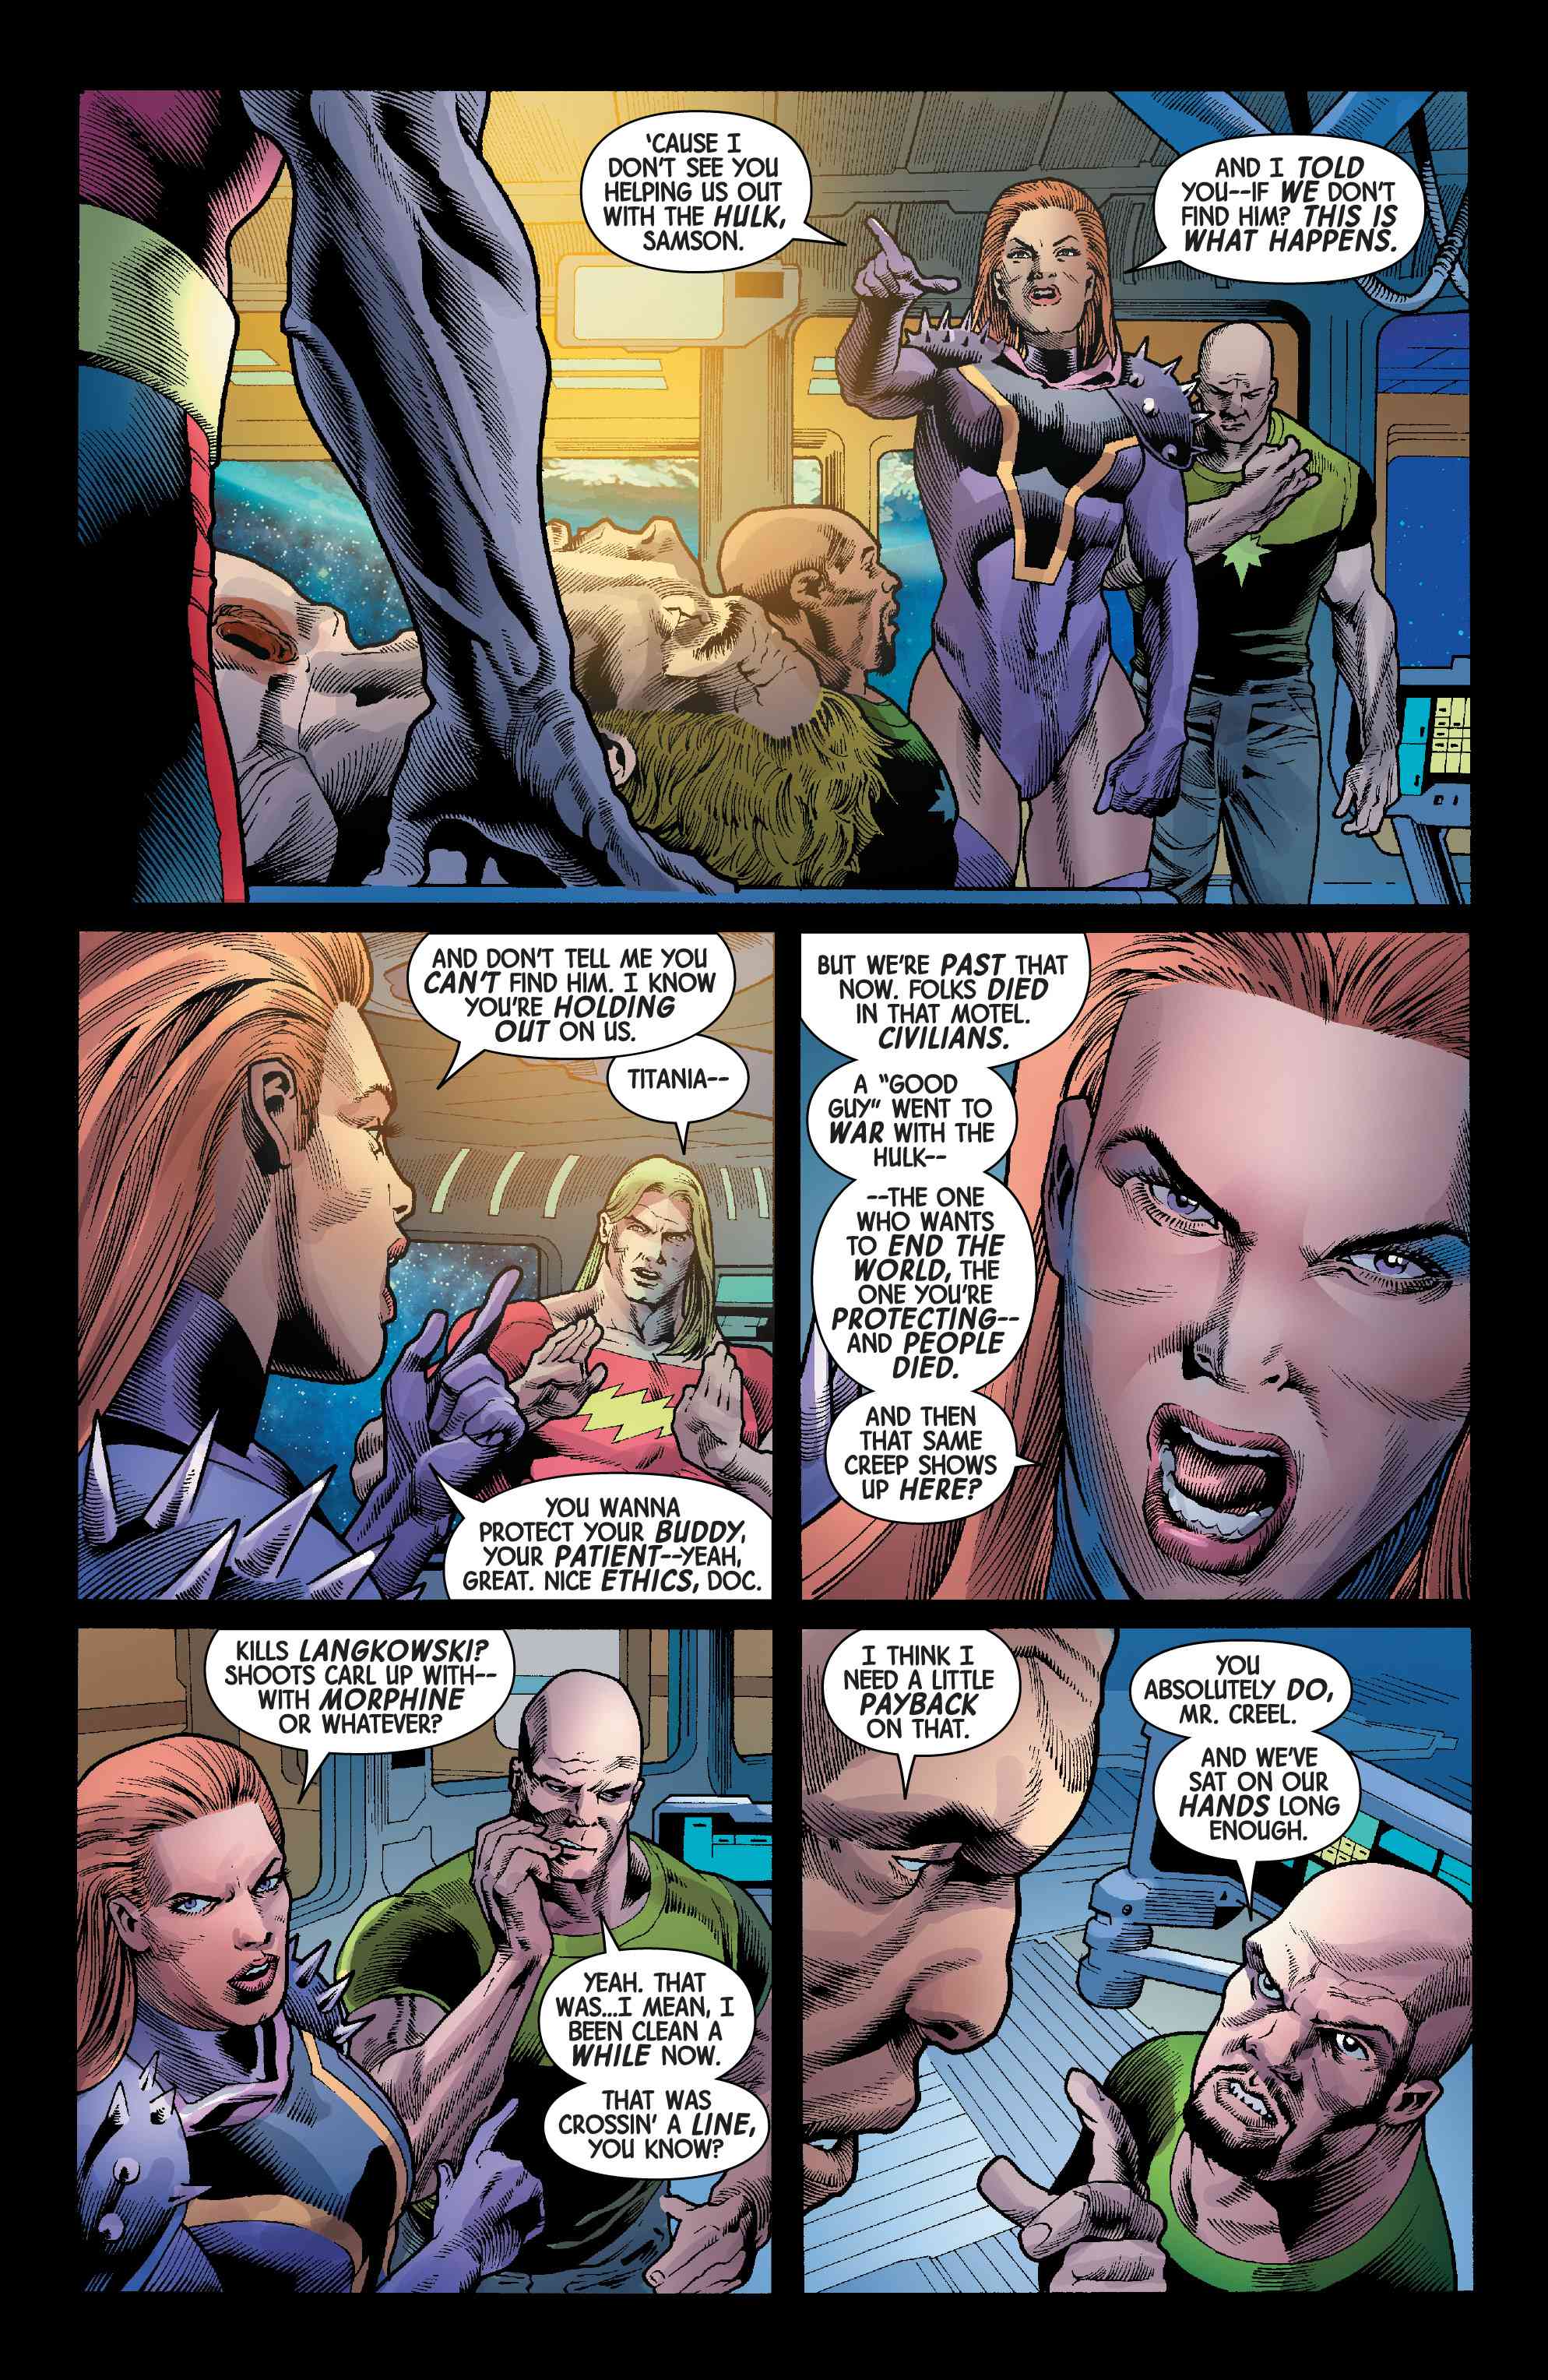 'CAUSE I
DON'T SEE YOU
HELPING US OUT
WITH THE HULK,
SAMSON.
AND I TOLD
YOU--IF WE DON'T
FIND HIM? THIS IS
WHAT HAPPENS.
AND DON'T TELL ME YOU
CAN'T FIND HIM. I KNOW
YOU'RE HOLDING
OUT ON US.
TITANIA--
YOU WANNA
PROTECT YOUR BUDDY,
YOUR PATIENT--YEAH,
GREAT. NICE ETHICS, DOC.
BUT WE'RE PAST THAT
NOW. FOLKS DIED
IN THAT MOTEL.
CIVILIANS.
A "GOOD
GUY" WENT TO
WAR WITH THE
HULK--
--THE ONE
WHO WANTS
TO END THE
WORLD, THE
ONE YOU'RE
PROTECTING--
AND PEOPLE
DIED.
AND THEN
THAT SAME
CREEP SHOWS
UP HERE?
KILLS LANGKOWSKI?
SHOOTS CARL UP WITH--
WITH MORPHINE
OR WHATEVER?
YEAH. THAT
WAS...I MEAN, I
BEEN CLEAN A
WHILE NOW.
THAT WAS
CROSSIN' A LINE,
YOU KNOW?
I THINK I
NEED A LITTLE
PAYBACK
ON THAT.
YOU
ABSOLUTELY DO,
MR. CREEL.
AND WE'VE
SAT ON OUR
HANDS LONG
ENOUGH.